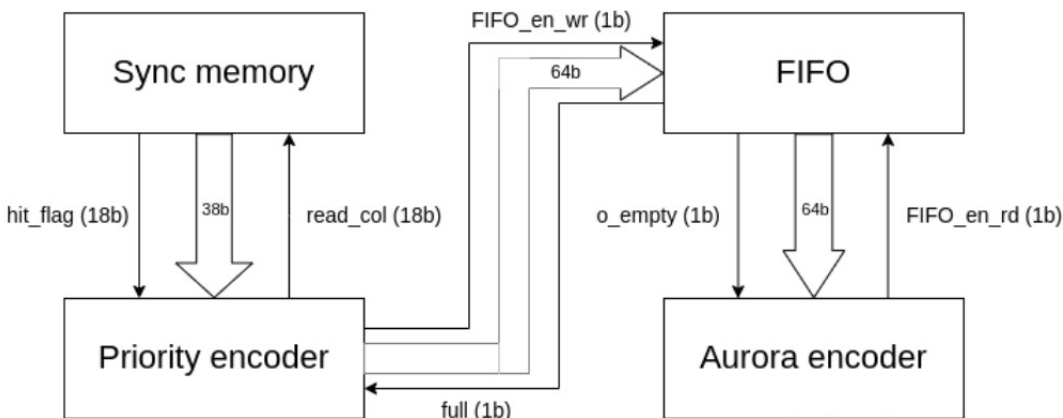 FIFO_en_wr (1b)
Sync memory
64b
FIFO
hit_flag (18b)
38b
read_col (18b)
o_empty (1b)
64b
FIFO_en_rd (1b)
Priority encoder
Aurora encoder
full (1b)